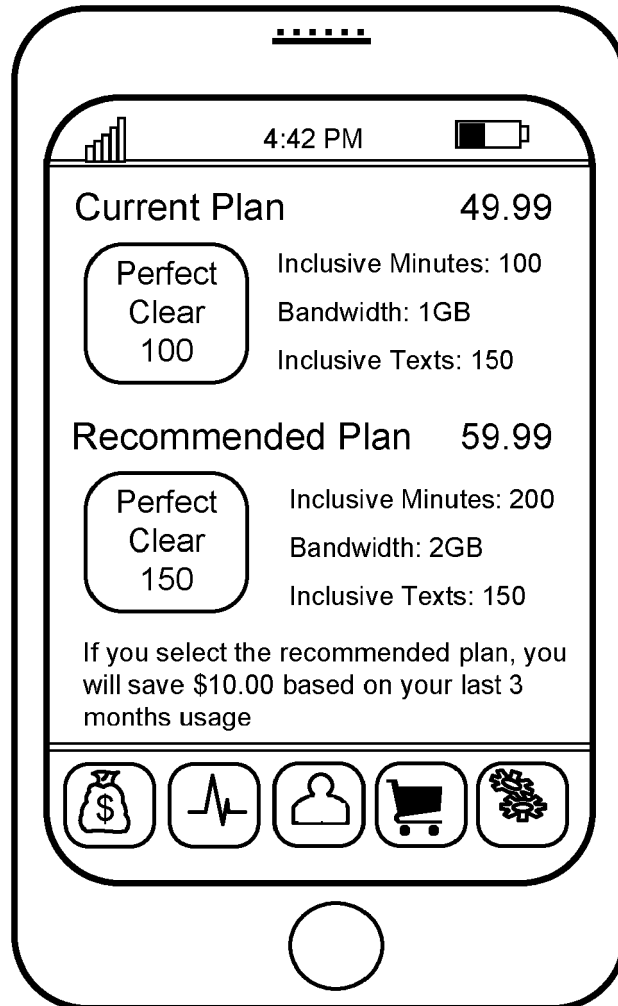 4:42 PM
Current Plan 49.99
Perfect
Clear
100
Inclusive Minutes: 100
Bandwidth: 1GB
Inclusive Texts: 150
Recommended Plan 59.99
Perfect
Clear
150
Inclusive Minutes: 200
Bandwidth: 2GB
Inclusive Texts: 150
If you select the recommended plan, you
will save $10.00 based on your last 3
months usage
$